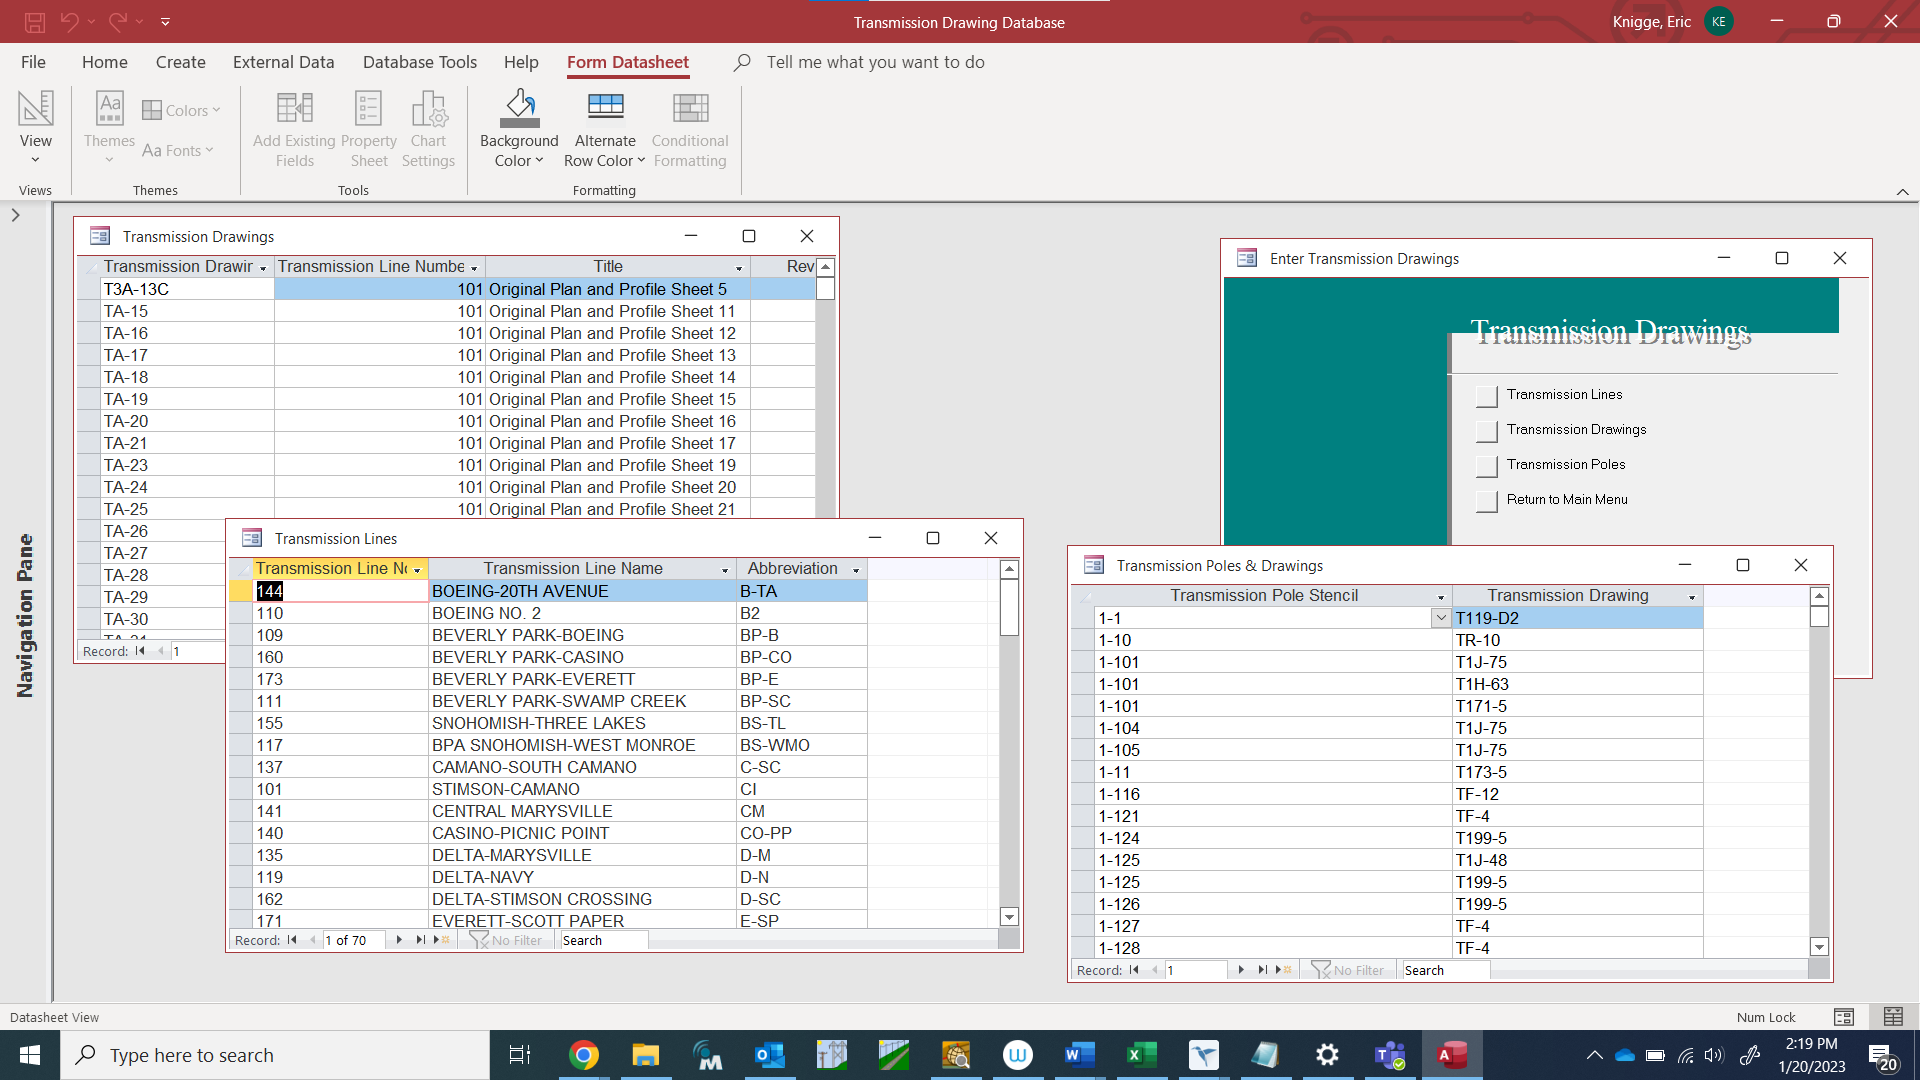 Transmission Drawing Database
Knigge, Eric
KE
File Home Create External Data Database Tools Help Form Datasheet Tell me what you want to do
View
Aa
Themes
Colors
Aa Fonts
Add Existing Fields
Property Sheet
Chart Settings
Background Color
Alternate Row Color
Conditional Formatting
Views Themes Tools Formatting
Navigation Pane
Transmission Drawings
Transmission Drawir Transmission Line Numbe Title Rev
T3A-13C 101 Original Plan and Profile Sheet 5
TA-15 101 Original Plan and Profile Sheet 11
TA-16 101 Original Plan and Profile Sheet 12
TA-17 101 Original Plan and Profile Sheet 13
TA-18 101 Original Plan and Profile Sheet 14
TA-19 101 Original Plan and Profile Sheet 15
TA-20 101 Original Plan and Profile Sheet 16
TA-21 101 Original Plan and Profile Sheet 17
TA-23 101 Original Plan and Profile Sheet 19
TA-24 101 Original Plan and Profile Sheet 20
TA-25 101 Original Plan and Profile Sheet 21
TA-26
TA-27
TA-28
TA-29
TA-30
Record: 1
Transmission Lines
Transmission Line No Transmission Line Name Abbreviation
144 BOEING-20TH AVENUE B-TA
110 BOEING NO. 2 B2
109 BEVERLY PARK-BOEING BP-B
160 BEVERLY PARK-CASINO BP-CO
173 BEVERLY PARK-EVERETT BP-E
111 BEVERLY PARK-SWAMP CREEK BP-SC
155 SNOHOMISH-THREE LAKES BS-TL
117 BPA SNOHOMISH-WEST MONROE BS-WMO
137 CAMANO-SOUTH CAMANO C-SC
101 STIMSON-CAMANO CI
141 CENTRAL MARYSVILLE CM
140 CASINO-PICNIC POINT CO-PP
135 DELTA-MARYSVILLE D-M
119 DELTA-NAVY D-N
162 DELTA-STIMSON CROSSING D-SC
171 EVERETT-SCOTT PAPER E-SP
Record: 1 of 70 No Filter Search
Enter Transmission Drawings
Transmission Drawings
Transmission Lines
Transmission Drawings
Transmission Poles
Return to Main Menu
Transmission Poles & Drawings
Transmission Pole Stencil Transmission Drawing
1-1 T119-D2
1-10 TR-10
1-101 T1J-75
1-101 T1H-63
1-101 T171-5
1-104 T1J-75
1-105 T1J-75
1-11 T173-5
1-116 TF-12
1-121 TF-4
1-124 T199-5
1-125 T1J-48
1-125 T199-5
1-126 T199-5
1-127 TF-4
1-128 TF-4
Record: 1 No Filter Search
Datasheet View
Num Lock
Type here to search
2:19 PM
1/20/2023
20